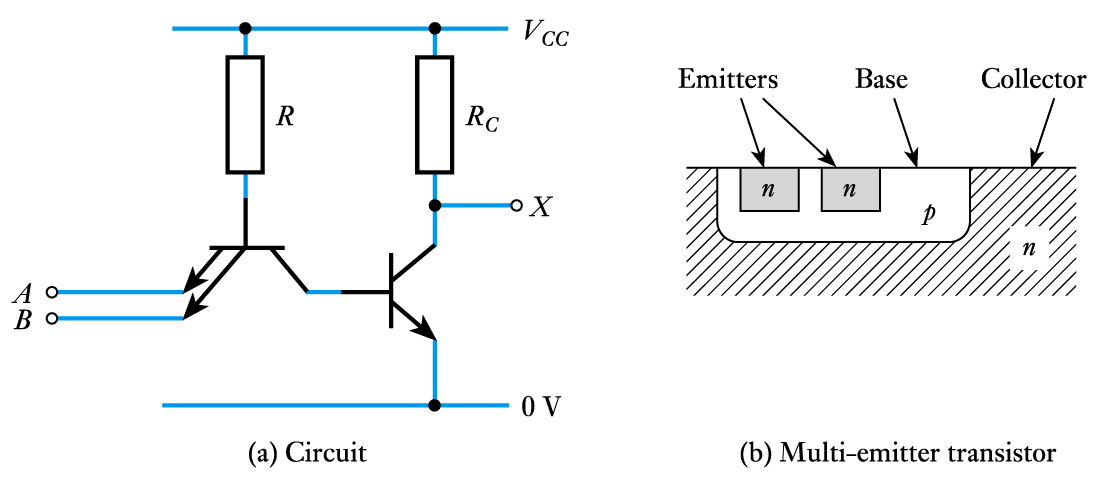 V_CC
R
R_C
X
A
B
0 V
(a) Circuit
Emitters
Base
Collector
n
n
p
n
(b) Multi-emitter transistor